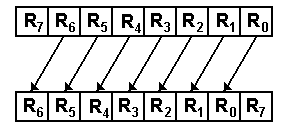 R₇ R₆ R₅ R₄ R₃ R₂ R₁ R₀
R₆ R₅ R₄ R₃ R₂ R₁ R₀ R₇